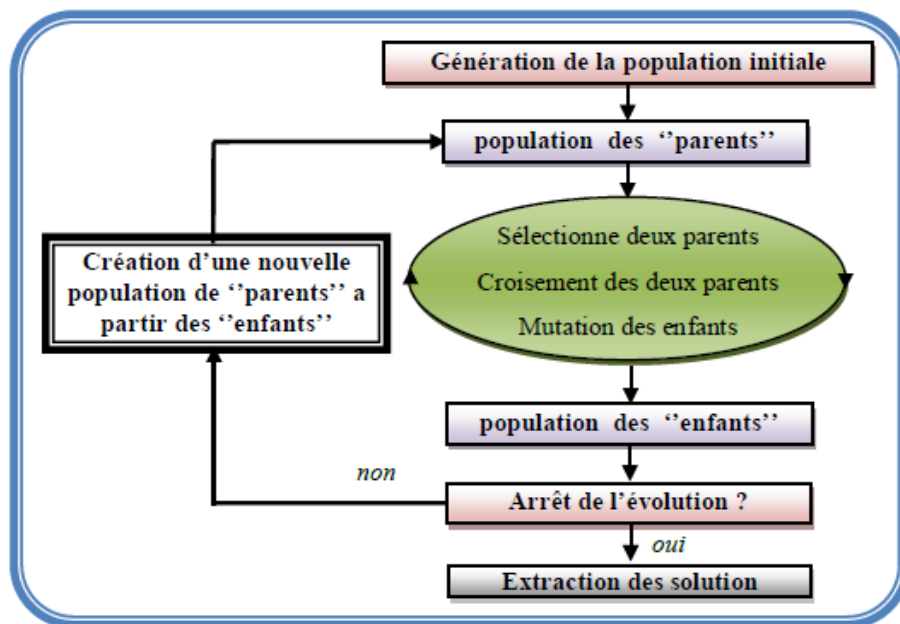 Génération de la population initiale
population des ‘‘parents’’
Sélectionne deux parents
Croisement des deux parents
Mutation des enfants
Création d’une nouvelle
population de ‘‘parents’’ a
partir des ‘‘enfants’’
population des ‘‘enfants’’
non
Arrêt de l’évolution ?
oui
Extraction des solution